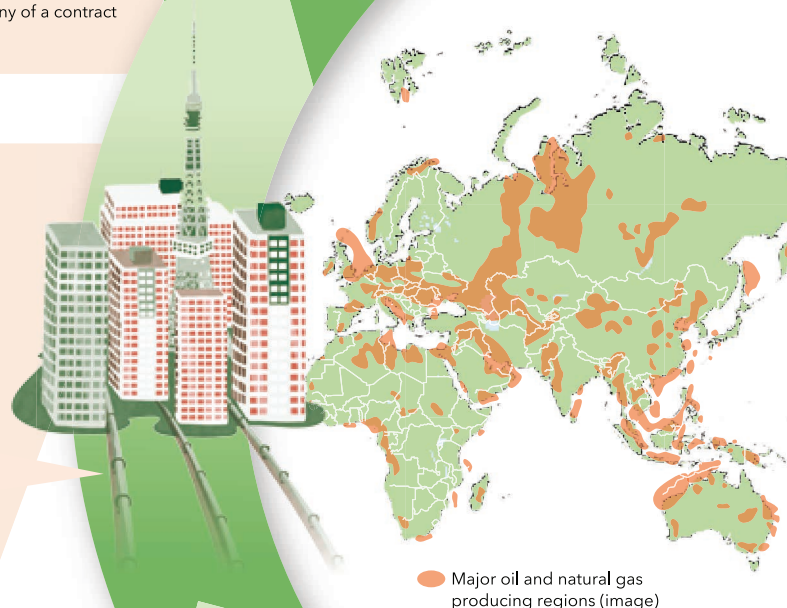 ny of a contract
Major oil and natural gas
producing regions (image)